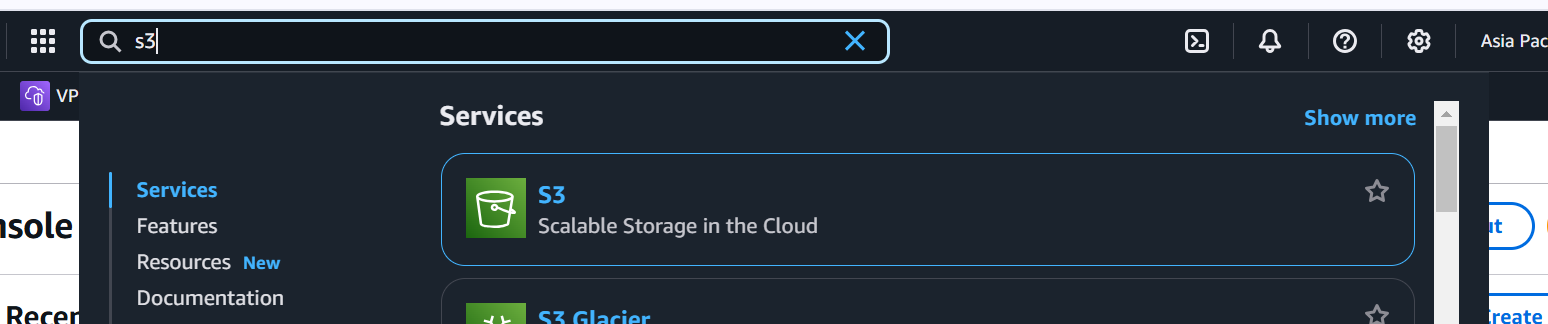 s3
Asia Pac
VP
Services
Show more
Services
Features
Resources New
Documentation
S3
Scalable Storage in the Cloud
S3 Glacier
nsole
Recen
ut
Create